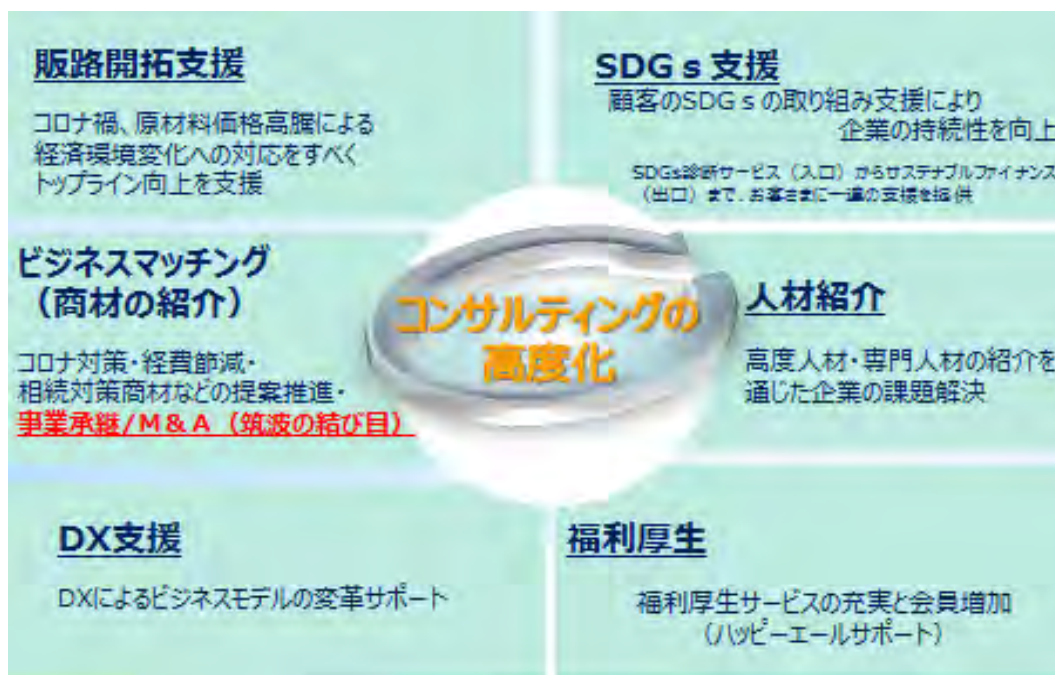 販路開拓支援
コロナ禍、原材料価格高騰による
経済環境変化への対応をすべく
トップライン向上を支援
SDGｓ支援
顧客のSDGｓの取り組み支援により
企業の持続性を向上
SDGs診断サービス（入口）からサステナブルファイナンス
（出口）まで、お客さまに一連の支援を提供
ビジネスマッチング
（商材の紹介）
コロナ対策・経費節減・
相続対策商材などの提案推進・
事業承継/M＆A（筑波の結び目）
コンサルティングの
高度化
人材紹介
高度人材・専門人材の紹介を
通じた企業の課題解決
DX支援
DXによるビジネスモデルの変革サポート
福利厚生
福利厚生サービスの充実と会員増加
（ハッピーエールサポート）